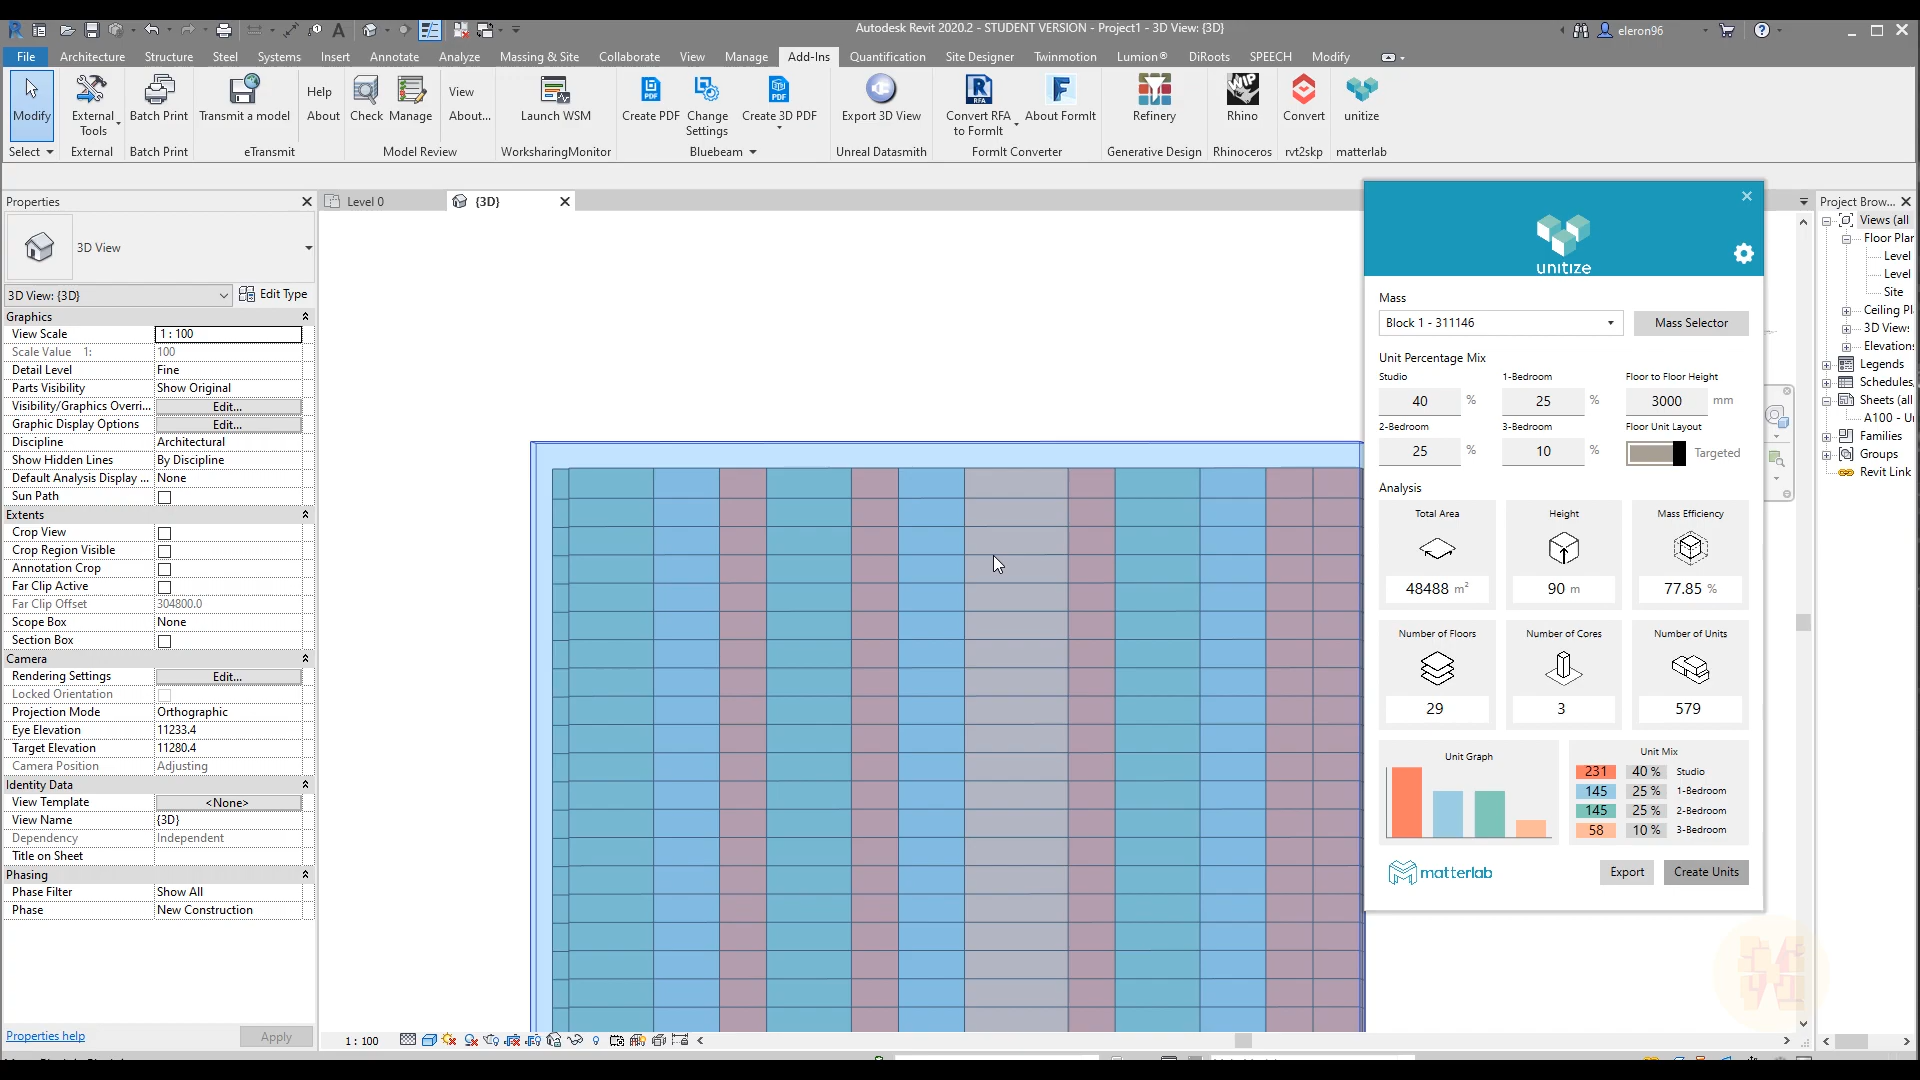 Autodesk Revit 2020.2 - STUDENT VERSION - Project1 - 3D View: {3D}
eleron96
File Architecture Structure Steel Systems Insert Annotate Analyze Massing & Site Collaborate View Manage Add-Ins Quantification Site Designer Twinmotion Lumion® DiRoots SPEECH Modify
Modify
External Tools
Batch Print
Transmit a model
Help
About
Check
Manage
View
About...
Launch WSM
Create PDF
Change Settings
Create 3D PDF
Export 3D View
Convert RFA to FormIt
About FormIt
Refinery
Rhino
Convert
unitize
Select
External
Batch Print
eTransmit
Model Review
WorksharingMonitor
Bluebeam
Unreal Datasmith
FormIt Converter
Generative Design
Rhinoceros
rvt2skp
matterlab
Properties
3D View
3D View: {3D}
Edit Type
Graphics
View Scale 1 : 100
Scale Value 1: 100
Detail Level Fine
Parts Visibility Show Original
Visibility/Graphics Overri... Edit...
Graphic Display Options Edit...
Discipline Architectural
Show Hidden Lines By Discipline
Default Analysis Display ... None
Sun Path
Extents
Crop View
Crop Region Visible
Annotation Crop
Far Clip Active
Far Clip Offset 304800.0
Scope Box None
Section Box
Camera
Rendering Settings Edit...
Locked Orientation
Projection Mode Orthographic
Eye Elevation 11233.4
Target Elevation 11280.4
Camera Position Adjusting
Identity Data
View Template <None>
View Name {3D}
Dependency Independent
Title on Sheet
Phasing
Phase Filter Show All
Phase New Construction
Properties help
Apply
Level 0
{3D}
1 : 100
unitize
Mass
Block 1 - 311146
Mass Selector
Unit Percentage Mix
Studio 1-Bedroom Floor to Floor Height
40 % 25 % 3000 mm
2-Bedroom 3-Bedroom Floor Unit Layout
25 % 10 % Targeted
Analysis
Total Area Height Mass Efficiency
48488 m² 90 m 77.85 %
Number of Floors Number of Cores Number of Units
29 3 579
Unit Graph
Unit Mix
231 40 % Studio
145 25 % 1-Bedroom
145 25 % 2-Bedroom
58 10 % 3-Bedroom
matterlab
Export
Create Units
Project Brow...
Views (all
Floor Plan
Level
Level
Site
Ceiling Pl
3D Views
Elevations
Legends
Schedules,
Sheets (all
A100 - U
Families
Groups
Revit Link